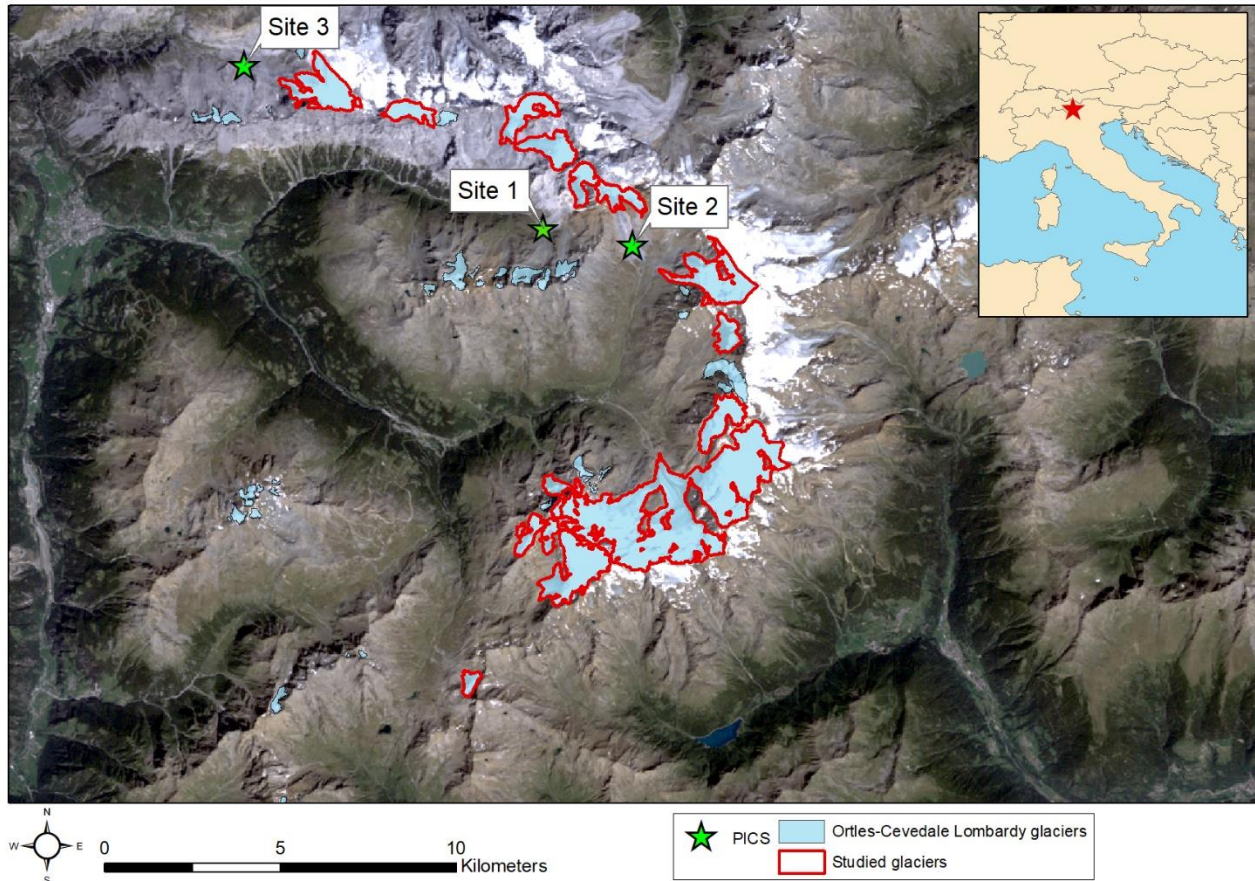 Site 3
Site 1
Site 2
N
W
E
S
0
5
10
Kilometers
PICS
Ortles-Cevedale Lombardy glaciers
Studied glaciers